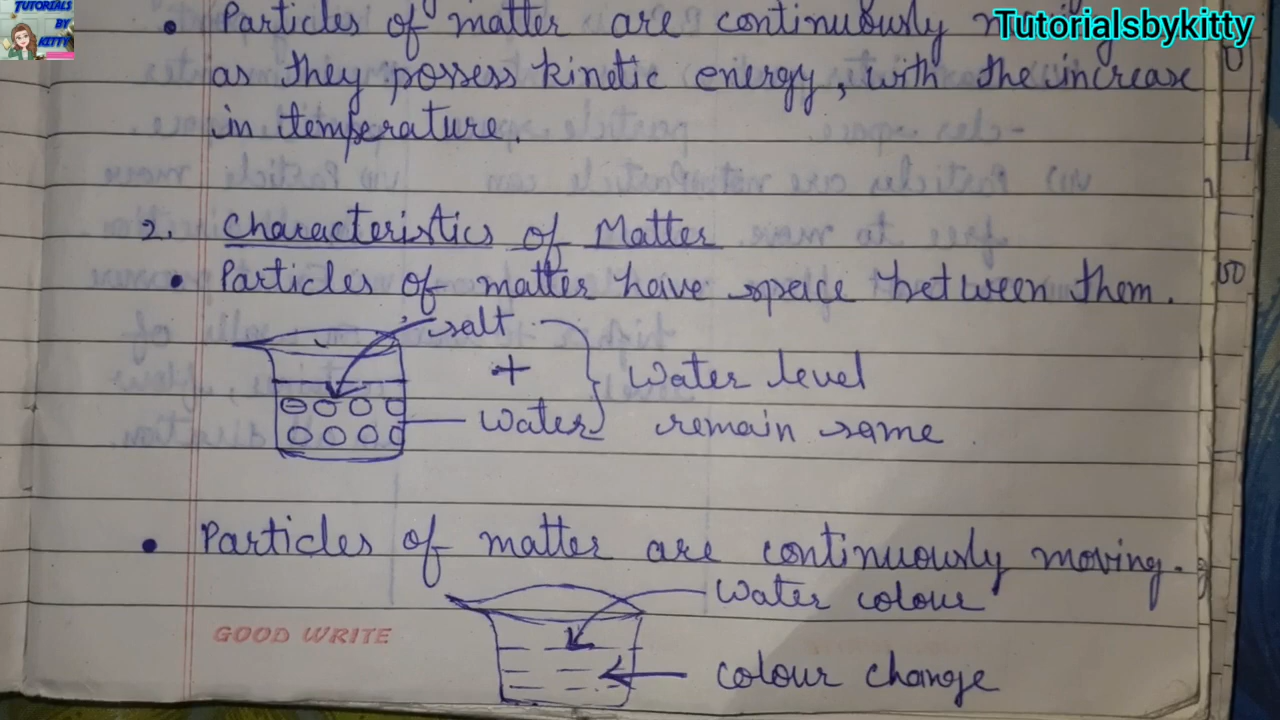 TUTORIALS
BY
KITTY
Tutorialsbykitty
• Particles of matter are continuously
as they possess kinetic energy, with the increase
in temperature.
2. Characteristics of Matter
• Particles of matter have speice between them.
salt
+
Water
Water level
remain same.
• Particles of matter are continuously moving.
Water colour
colour change
GOOD WRITE